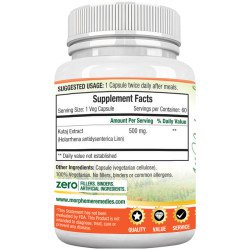 SUGGESTED USAGE: 1 Capsule twice daily after meals.
Supplement Facts
Serving Size: 1 Veg Capsule Servings per Container: 60
Amount Per Serving % Daily Value
Kutaj Extract 500 mg. **
(Holarrhena antidysenterica Linn)
** Daily value not established
Other Ingredients: Capsule (vegetarian cellulose).
100% Vegetarian. No fillers, binders or common allergens.
zero FILLERS, BINDERS, ARTIFICIAL INGREDIENTS.
www.morphemeremedies.com
QUALITY VALUE SERVICE